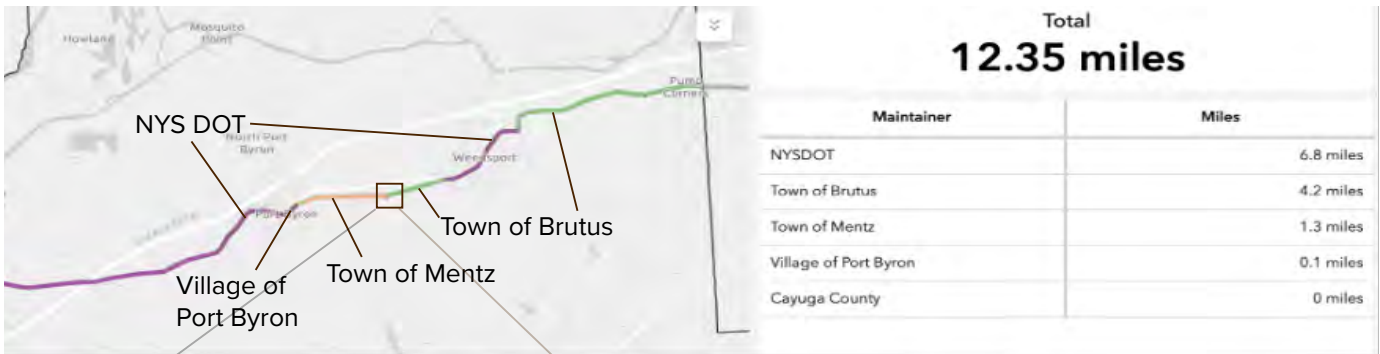 Howland
Mosquito
Point
Pump
Corners
NYS DOT
North Port
Byron
Weedsport
Port Byron
Town of Brutus
Town of Mentz
Village of
Port Byron
Total
12.35 miles
Maintainer Miles
NYSDOT 6.8 miles
Town of Brutus 4.2 miles
Town of Mentz 1.3 miles
Village of Port Byron 0.1 miles
Cayuga County 0 miles